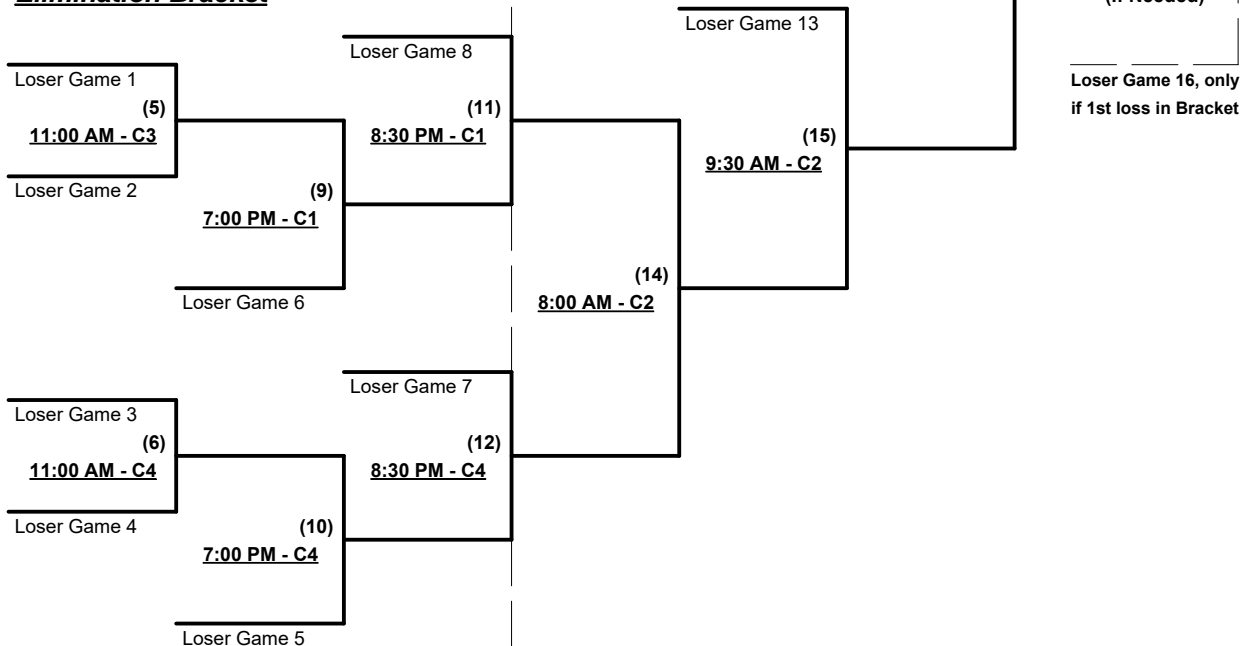 Elimination Bracket
(If Needed)
Loser Game 13
Loser Game 8
Loser Game 1
Loser Game 16, only
if 1st loss in Bracket
(5)
11:00 AM - C3
(11)
8:30 PM - C1
(15)
9:30 AM - C2
Loser Game 2
(9)
7:00 PM - C1
(14)
8:00 AM - C2
Loser Game 6
Loser Game 7
Loser Game 3
(6)
11:00 AM - C4
(12)
8:30 PM - C4
Loser Game 4
(10)
7:00 PM - C4
Loser Game 5